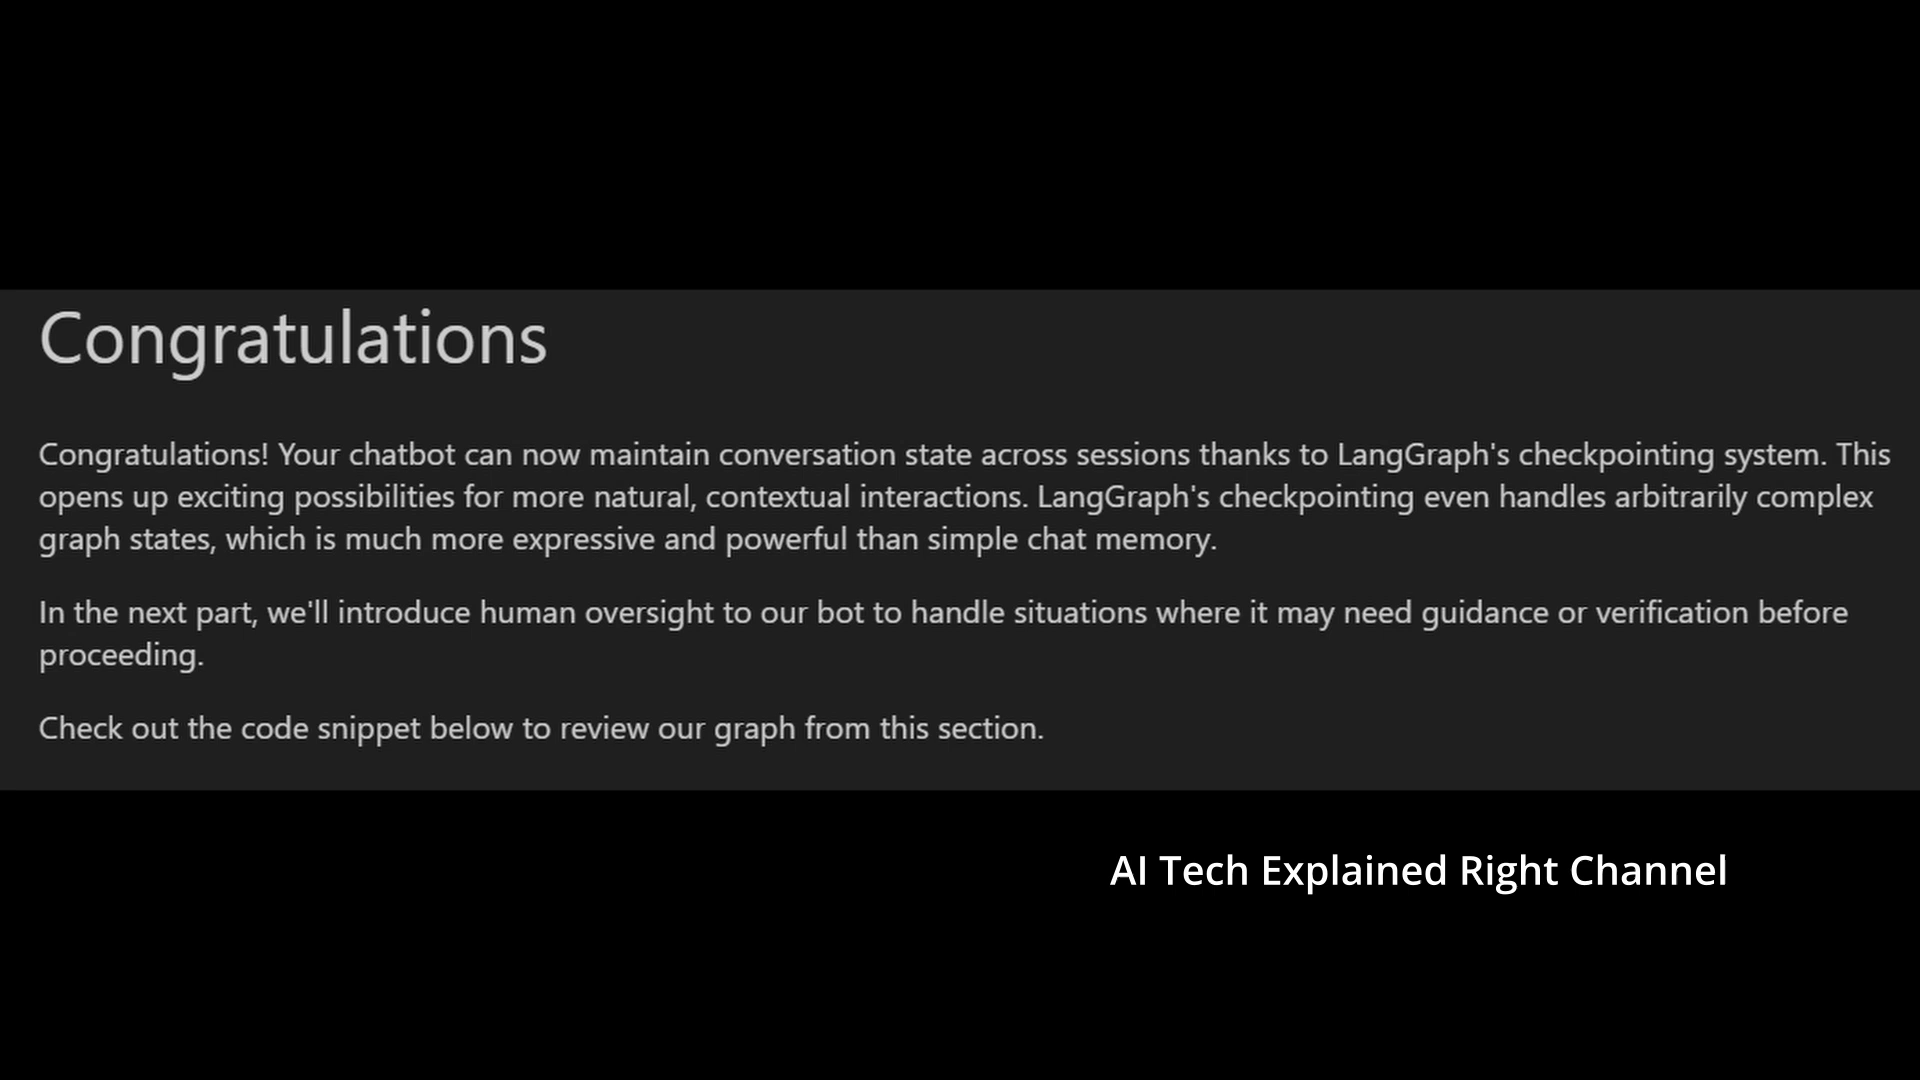 Congratulations
Congratulations! Your chatbot can now maintain conversation state across sessions thanks to LangGraph's checkpointing system. This
opens up exciting possibilities for more natural, contextual interactions. LangGraph's checkpointing even handles arbitrarily complex
graph states, which is much more expressive and powerful than simple chat memory.
In the next part, we'll introduce human oversight to our bot to handle situations where it may need guidance or verification before
proceeding.
Check out the code snippet below to review our graph from this section.
AI Tech Explained Right Channel